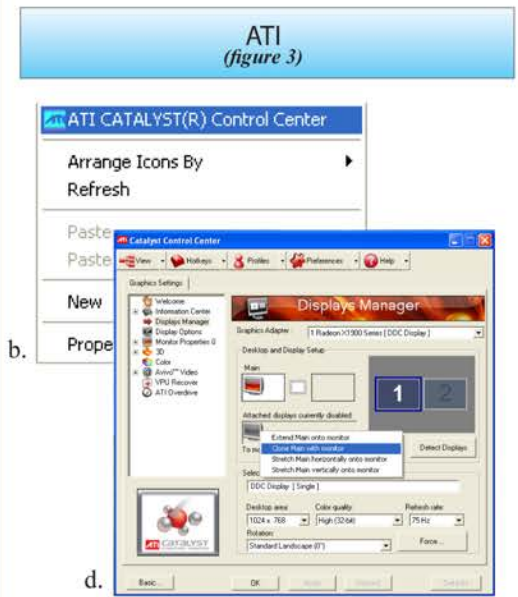 ATI
(figure 3)
ATI CATALYST(R) Control Center
Arrange Icons By
Refresh
Paste
Paste
New
Prope
b.
Catalyst Control Center
View
Hotkeys
Profiles
Preferences
Help
Graphics Settings
Welcome
Information Center
Displays Manager
Display Options
Monitor Properties 0
3D
Color
Avivo™ Video
VPU Recover
ATI Overdrive
Displays Manager
Graphics Adapter
1 Radeon X1900 Series [ DDC Display ]
Desktop and Display Setup
Main
1 2
Attached displays currently disabled
Extend Main onto monitor
Clone Main with monitor
Stretch Main horizontally onto monitor
Stretch Main vertically onto monitor
To
Detect Displays
DDC Display [ Single ]
Desktop area: Color quality: Refresh rate:
1024 x 768 High (32-bit) 75 Hz
Rotation:
Standard Landscape (0°)
Force ...
ATI CATALYST
d.
Basic...
OK